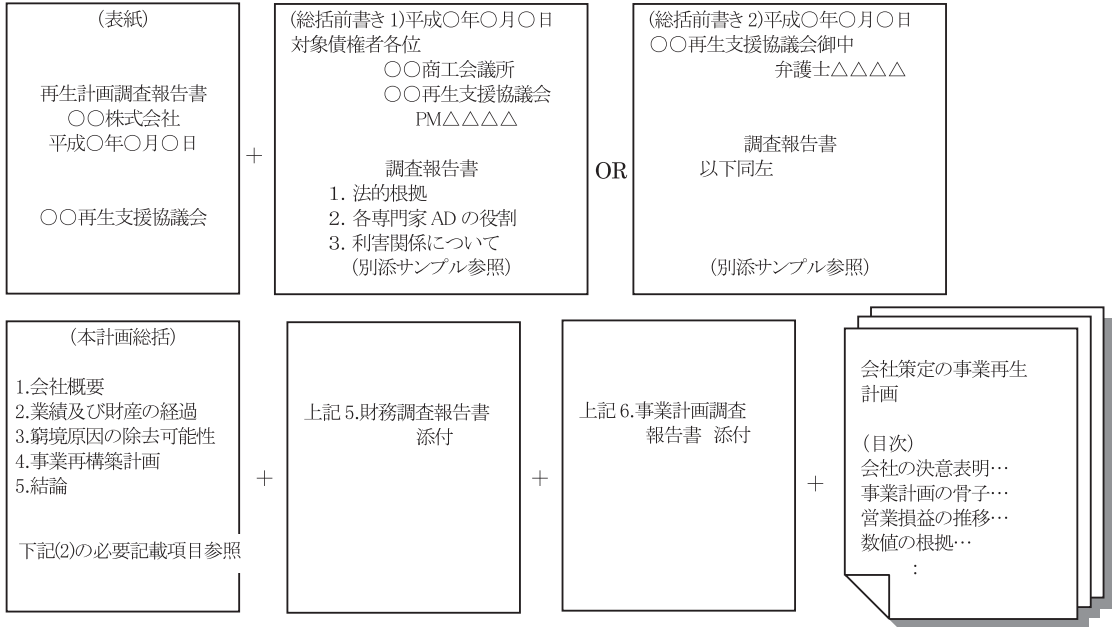 (表紙)
再生計画調査報告書
○○株式会社
平成○年○月○日
○○再生支援協議会
+
(総括前書き1)平成○年○月○日
対象債権者各位
○○商工会議所
○○再生支援協議会
PM△△△△
調査報告書
1. 法的根拠
2. 各専門家 AD の役割
3. 利害関係について
(別添サンプル参照)
OR
(総括前書き2)平成○年○月○日
○○再生支援協議会御中
弁護士△△△△
調査報告書
以下同左
(別添サンプル参照)
(本計画総括)
1.会社概要
2.業績及び財産の経過
3.窮境原因の除去可能性
4.事業再構築計画
5.結論
下記(2)の必要記載項目参照
+
上記 5.財務調査報告書
添付
+
上記 6.事業計画調査
報告書 添付
+
会社策定の事業再生
計画
(目次)
会社の決意表明…
事業計画の骨子…
営業損益の推移…
数値の根拠…
: